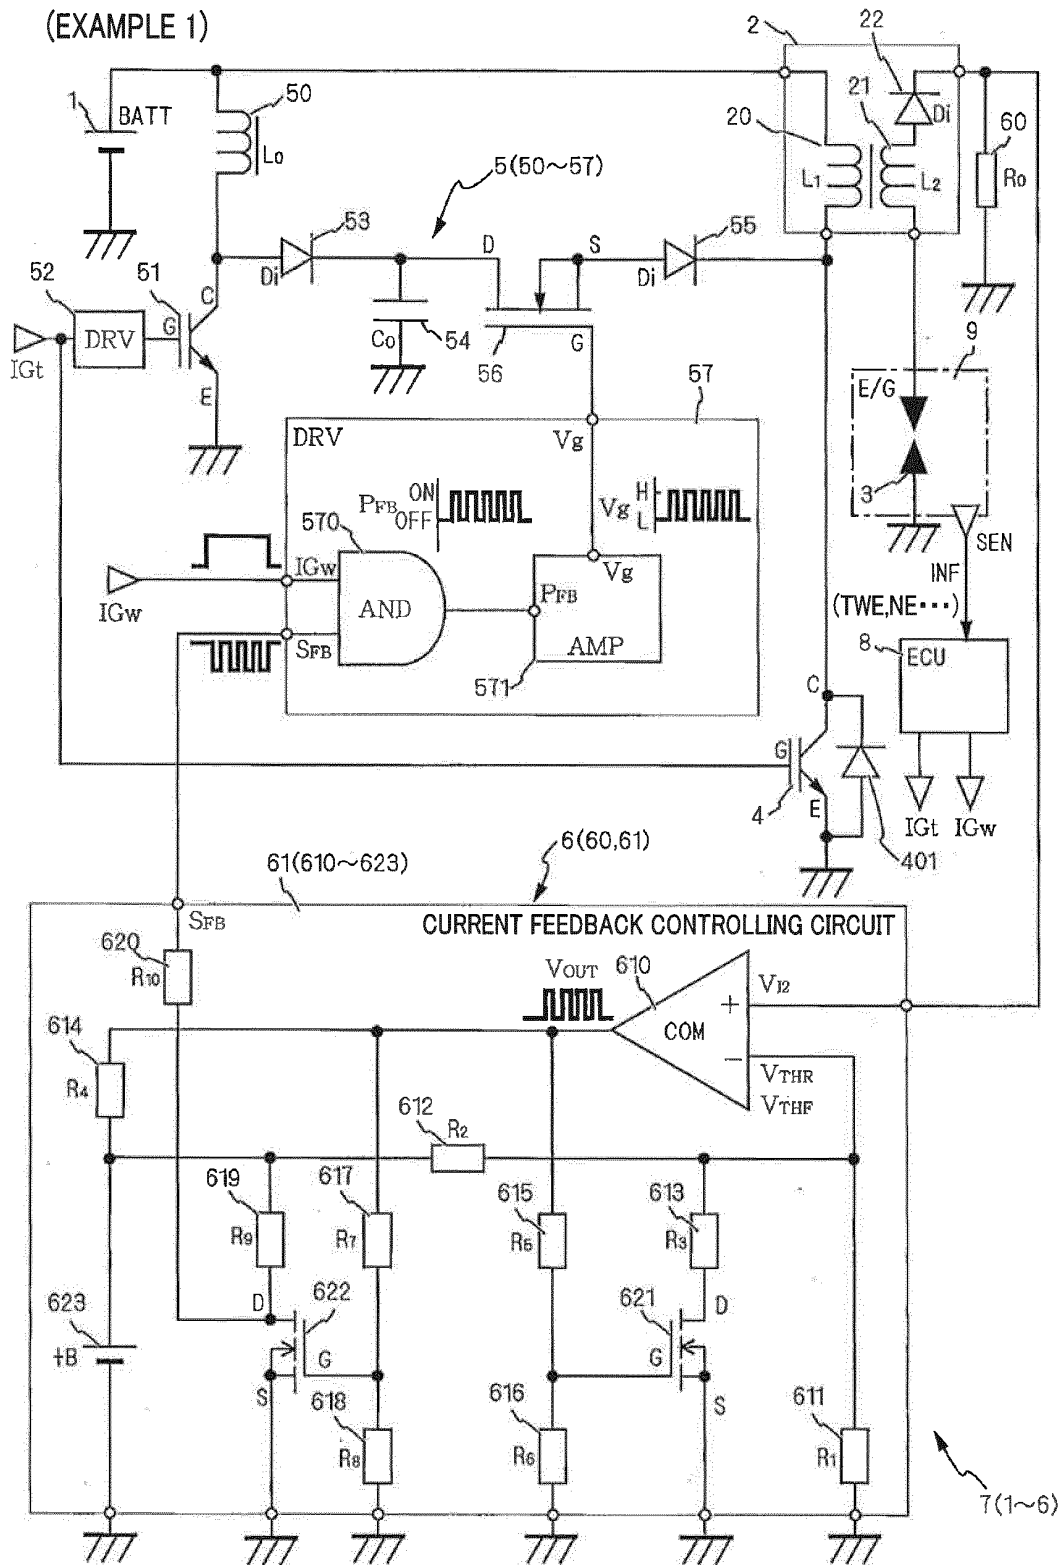 (EXAMPLE 1)
2
22
1
BATT
50
L0
20
21
Di
60
L1
L2
R0
5(50～57)
53
D
S
55
52
51
C
Di
Di
DRV
G
C0
54
56
G
9
IGt
E
57
E/G
DRV
Vg
3
PFB
ON
OFF
Vg
H
L
570
SEN
IGw
Vg
INF
IGw
AND
PFB
(TWE,NE･･･)
SFB
AMP
8
ECU
571
C
G
4
E
IGt
IGw
401
61(610～623)
6(60,61)
SFB
CURRENT FEEDBACK CONTROLLING CIRCUIT
620
R10
VOUT
610
VI2
+
COM
614
R4
−
VTHR
VTHF
612
R2
619
617
615
613
R9
R7
R5
R3
623
D
622
621
D
+B
G
G
S
S
618
616
611
R8
R6
R1
7(1～6)